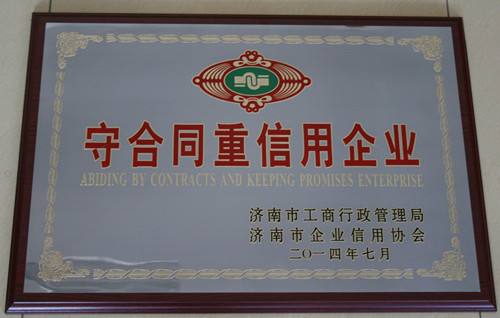 守合同重信用企业
ABIDING BY CONTRACTS AND KEEPING PROMISES ENTERPRISE
济南市工商行政管理局
济南市企业信用协会
二〇一四年七月